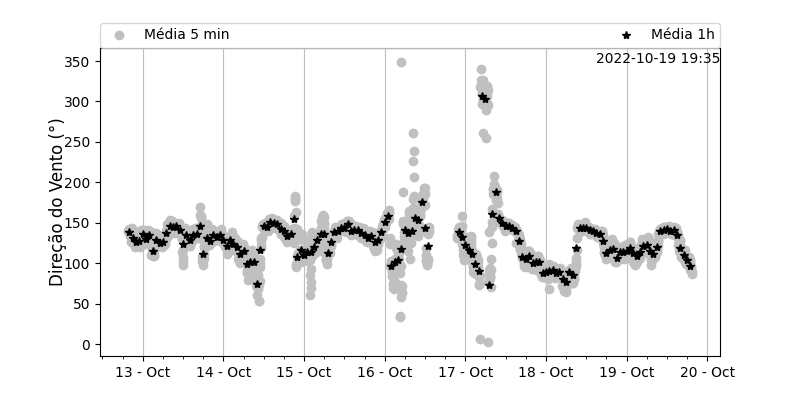 Média 5 min
Média 1h
2022-10-19 19:35
Direção do Vento (°)
350
300
250
200
150
100
50
0
13 - Oct
14 - Oct
15 - Oct
16 - Oct
17 - Oct
18 - Oct
19 - Oct
20 - Oct